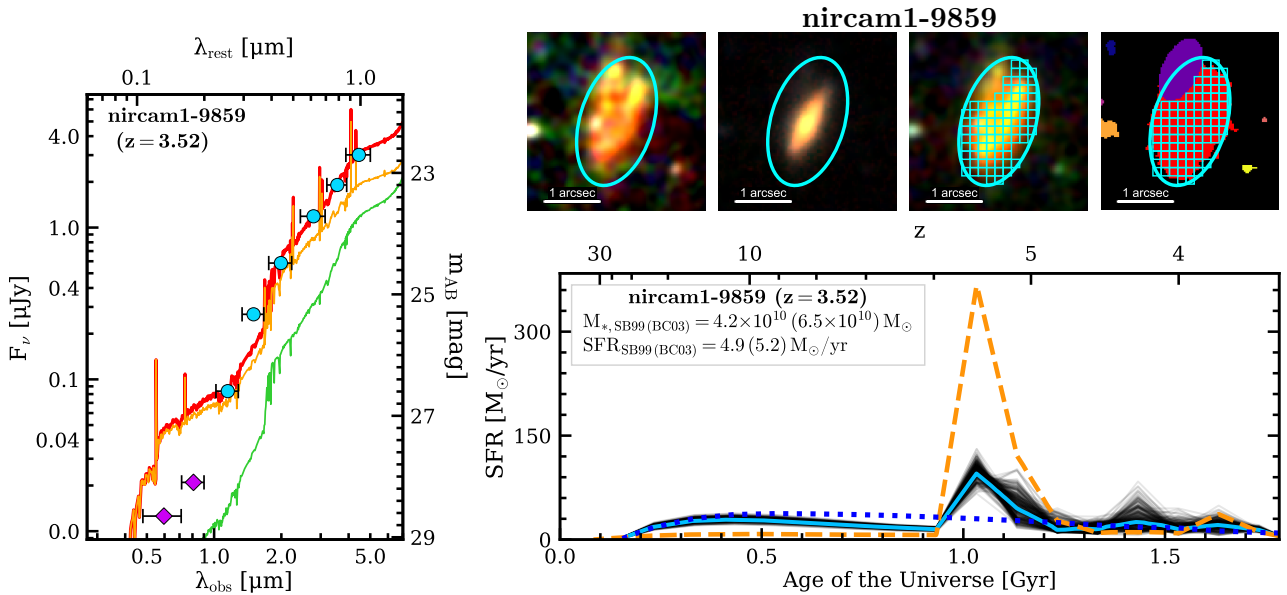 nircam1-9859
λrest [µm]
0.1 1.0
nircam1-9859
(z = 3.52)
4.0
1.0
0.4
0.1
0.04
0.0
Fν [µJy]
23
25
27
29
mAB [mag]
0.5 1.0 2.0 5.0
λobs [µm]
1 arcsec
1 arcsec
1 arcsec
1 arcsec
z
30 10 5 4
nircam1-9859 (z = 3.52)
M*,SB99(BC03) = 4.2×10^10 (6.5×10^10) M⊙
SFRSB99(BC03) = 4.9 (5.2) M⊙/yr
300
150
0
SFR [M⊙/yr]
0.0 0.5 1.0 1.5
Age of the Universe [Gyr]